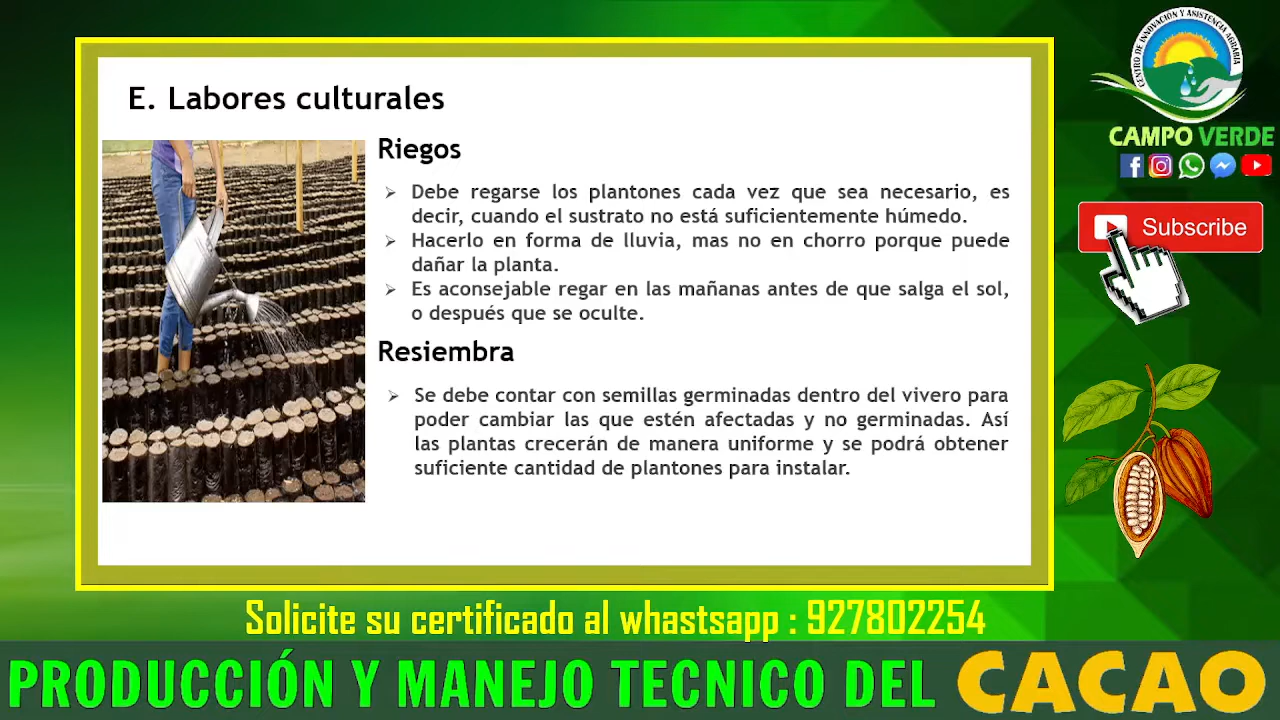 E. Labores culturales
Riegos
Debe regarse los plantones cada vez que sea necesario, es
decir, cuando el sustrato no está suficientemente húmedo.
Hacerlo en forma de lluvia, mas no en chorro porque puede
dañar la planta.
Es aconsejable regar en las mañanas antes de que salga el sol,
o después que se oculte.
Resiembra
Se debe contar con semillas germinadas dentro del vivero para
poder cambiar las que estén afectadas y no germinadas. Así
las plantas crecerán de manera uniforme y se podrá obtener
suficiente cantidad de plantones para instalar.
CENTRO DE INNOVACIÓN Y ASISTENCIA AGRARIA
CAMPO VERDE
Subscribe
Solicite su certificado al whastsapp : 927802254
PRODUCCIÓN Y MANEJO TECNICO DEL CACAO